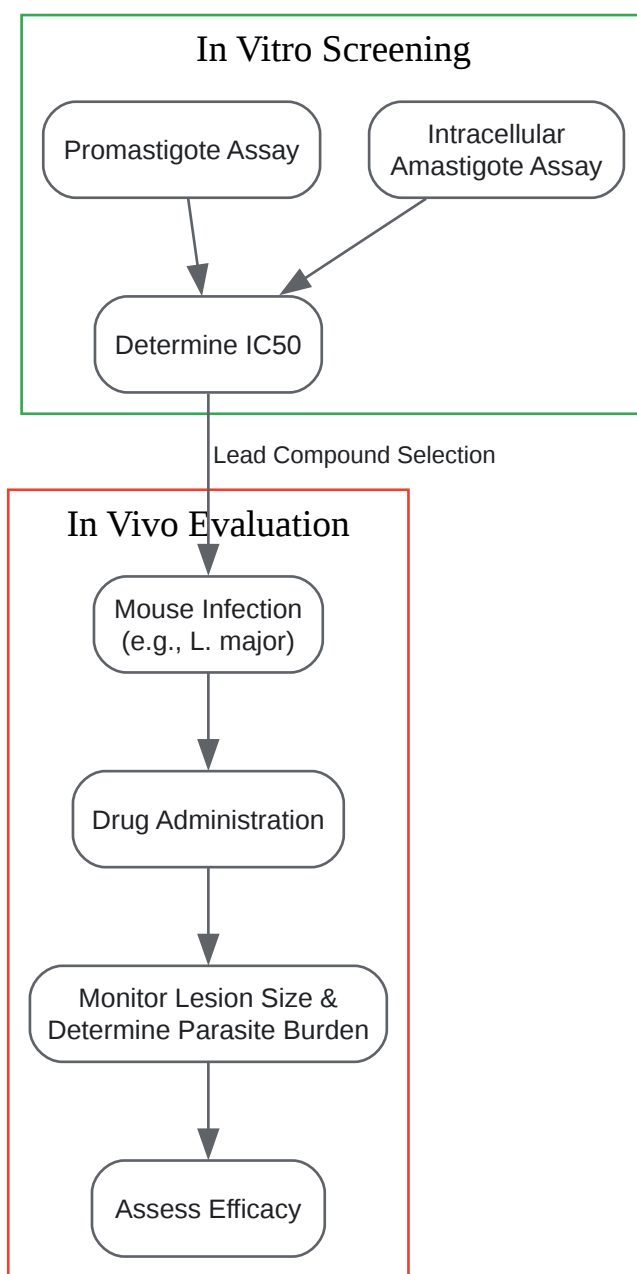 In Vitro Screening
Promastigote Assay
Intracellular
Amastigote Assay
Determine IC50
Lead Compound Selection
In Vivo Evaluation
Mouse Infection
(e.g., L. major)
Drug Administration
Monitor Lesion Size &
Determine Parasite Burden
Assess Efficacy